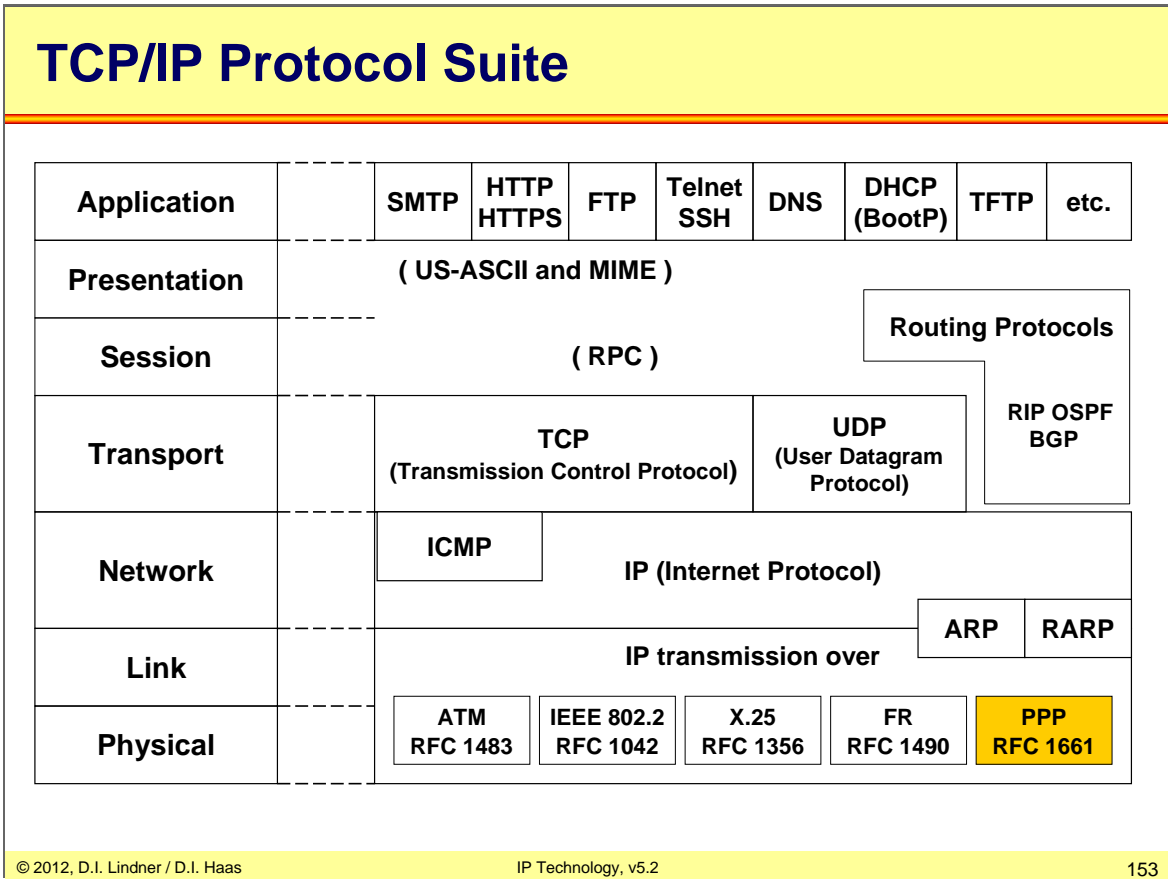 TCP/IP Protocol Suite
Application
SMTP
HTTP
HTTPS
FTP
Telnet
SSH
DNS
DHCP
(BootP)
TFTP
etc.
Presentation
( US-ASCII and MIME )
Session
( RPC )
Routing Protocols
RIP OSPF
BGP
Transport
TCP
(Transmission Control Protocol)
UDP
(User Datagram
Protocol)
Network
ICMP
IP (Internet Protocol)
ARP
RARP
Link
IP transmission over
Physical
ATM
RFC 1483
IEEE 802.2
RFC 1042
X.25
RFC 1356
FR
RFC 1490
PPP
RFC 1661
© 2012, D.I. Lindner / D.I. Haas
IP Technology, v5.2
153